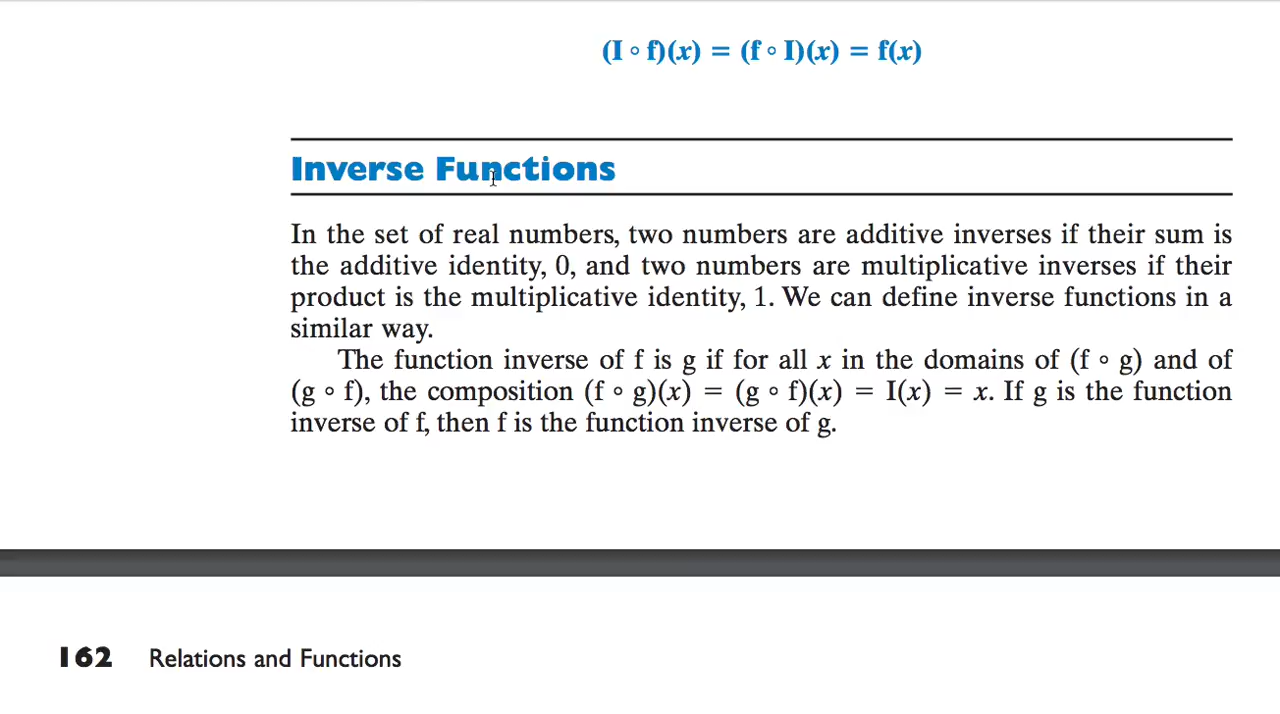 (I ∘ f)(x) = (f ∘ I)(x) = f(x)
Inverse Functions
In the set of real numbers, two numbers are additive inverses if their sum is
the additive identity, 0, and two numbers are multiplicative inverses if their
product is the multiplicative identity, 1. We can define inverse functions in a
similar way.
The function inverse of f is g if for all x in the domains of (f ∘ g) and of
(g ∘ f), the composition (f ∘ g)(x) = (g ∘ f)(x) = I(x) = x. If g is the function
inverse of f, then f is the function inverse of g.
162 Relations and Functions